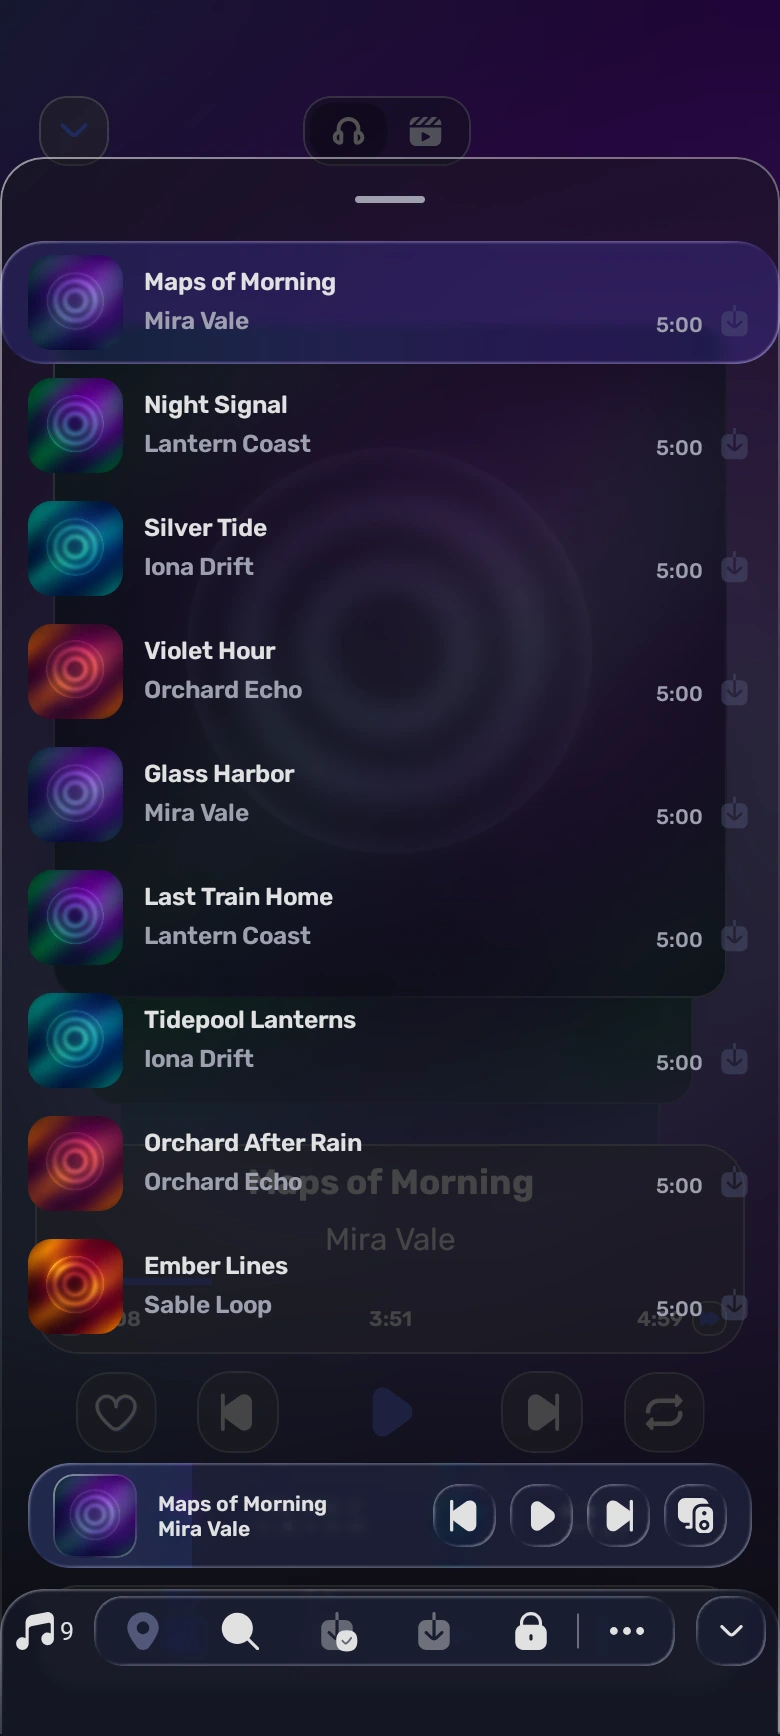 Maps of Morning
Mira Vale
5:00
Night Signal
Lantern Coast
5:00
Silver Tide
Iona Drift
5:00
Violet Hour
Orchard Echo
5:00
Glass Harbor
Mira Vale
5:00
Last Train Home
Lantern Coast
5:00
Tidepool Lanterns
Iona Drift
5:00
Orchard After Rain
Orchard Echo
5:00
Maps of Morning
Mira Vale
Ember Lines
Sable Loop
5:00
3:51
4:59
Maps of Morning
Mira Vale
9